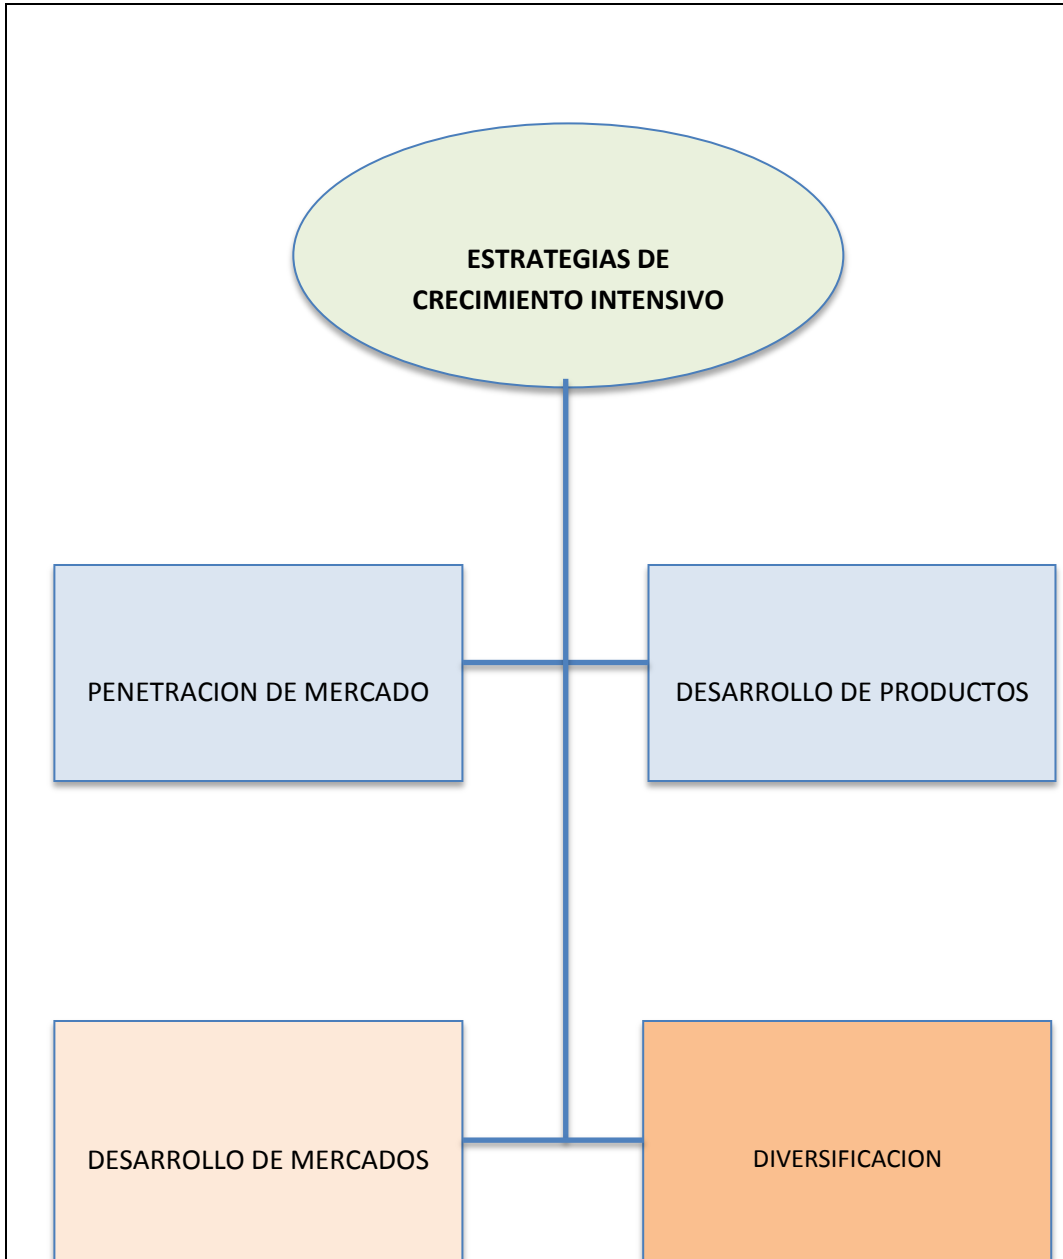 ESTRATEGIAS DE
CRECIMIENTO INTENSIVO
PENETRACION DE MERCADO
DESARROLLO DE PRODUCTOS
DESARROLLO DE MERCADOS
DIVERSIFICACION